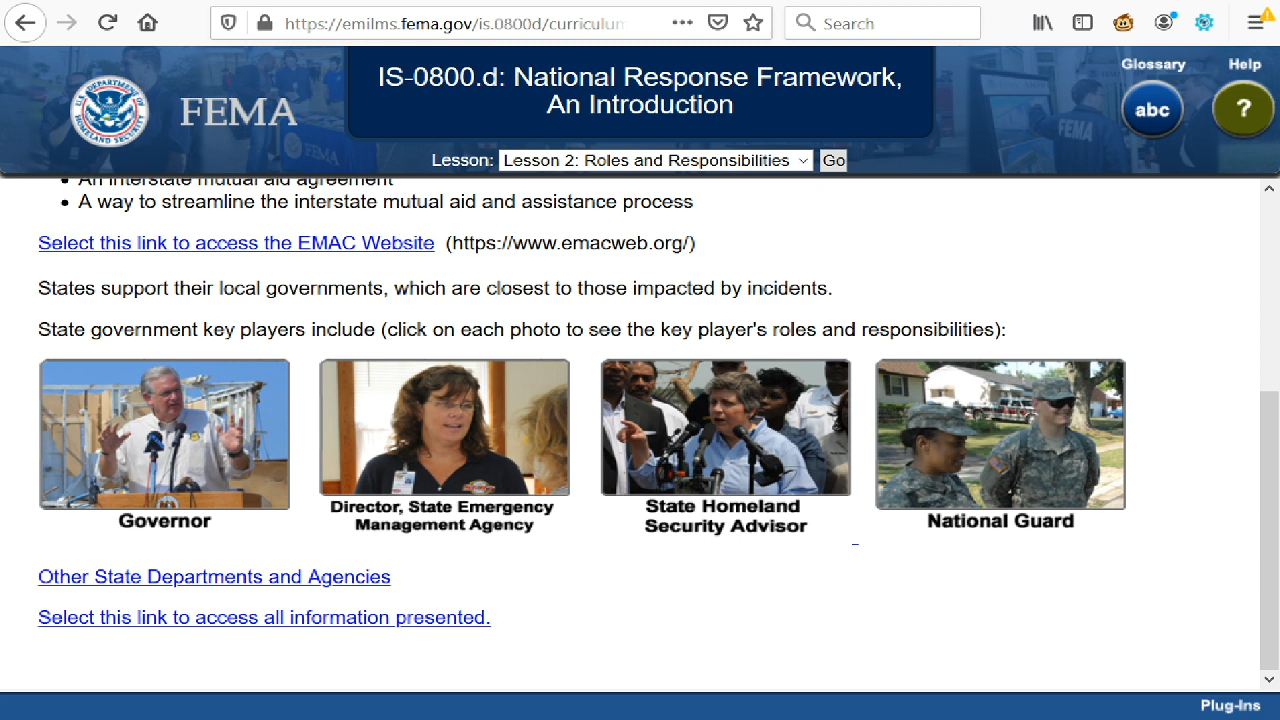 https://emilms.fema.gov/is.0800d/curriculum
Search
IS-0800.d: National Response Framework,
An Introduction
Glossary
Help
abc
?
U.S. DEPARTMENT OF
HOMELAND SECURITY
FEMA
Lesson: Lesson 2: Roles and Responsibilities Go
An interstate mutual aid agreement
• A way to streamline the interstate mutual aid and assistance process
Select this link to access the EMAC Website (https://www.emacweb.org/)
States support their local governments, which are closest to those impacted by incidents.
State government key players include (click on each photo to see the key player's roles and responsibilities):
Governor
Director, State Emergency
Management Agency
State Homeland
Security Advisor
National Guard
Other State Departments and Agencies
Select this link to access all information presented.
Plug-Ins